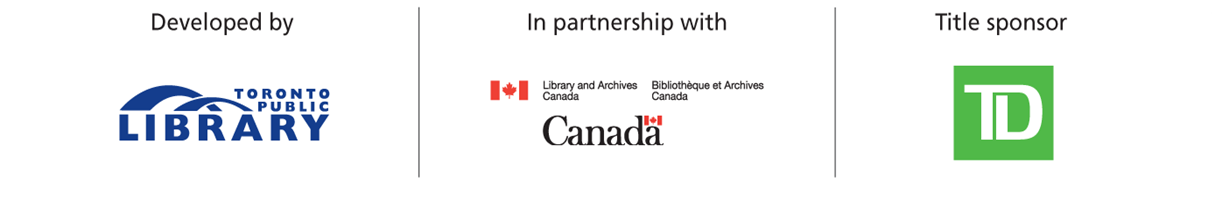 Developed by
TORONTO
PUBLIC
LIBRARY
In partnership with
Library and Archives
Canada
Bibliothèque et Archives
Canada
Canada
Title sponsor
TD